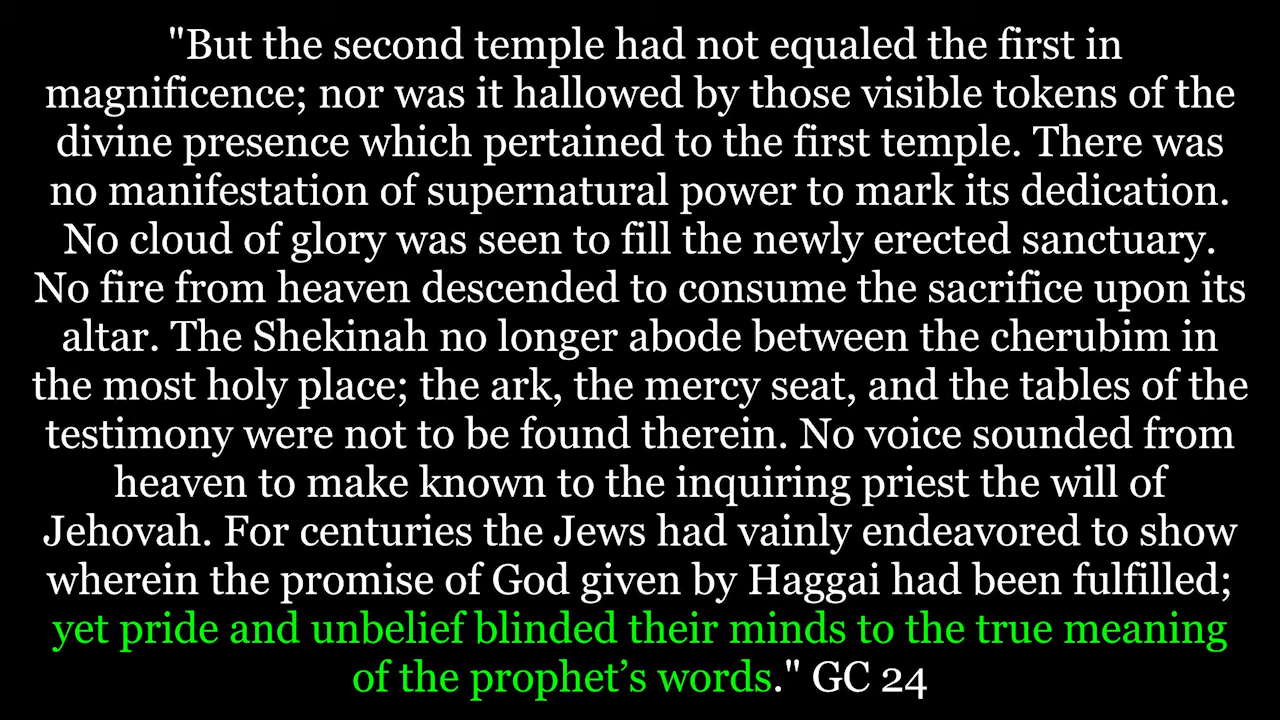 "But the second temple had not equaled the first in
magnificence; nor was it hallowed by those visible tokens of the
divine presence which pertained to the first temple. There was
no manifestation of supernatural power to mark its dedication.
No cloud of glory was seen to fill the newly erected sanctuary.
No fire from heaven descended to consume the sacrifice upon its
altar. The Shekinah no longer abode between the cherubim in
the most holy place; the ark, the mercy seat, and the tables of the
testimony were not to be found therein. No voice sounded from
heaven to make known to the inquiring priest the will of
Jehovah. For centuries the Jews had vainly endeavored to show
wherein the promise of God given by Haggai had been fulfilled;
yet pride and unbelief blinded their minds to the true meaning
of the prophet’s words." GC 24